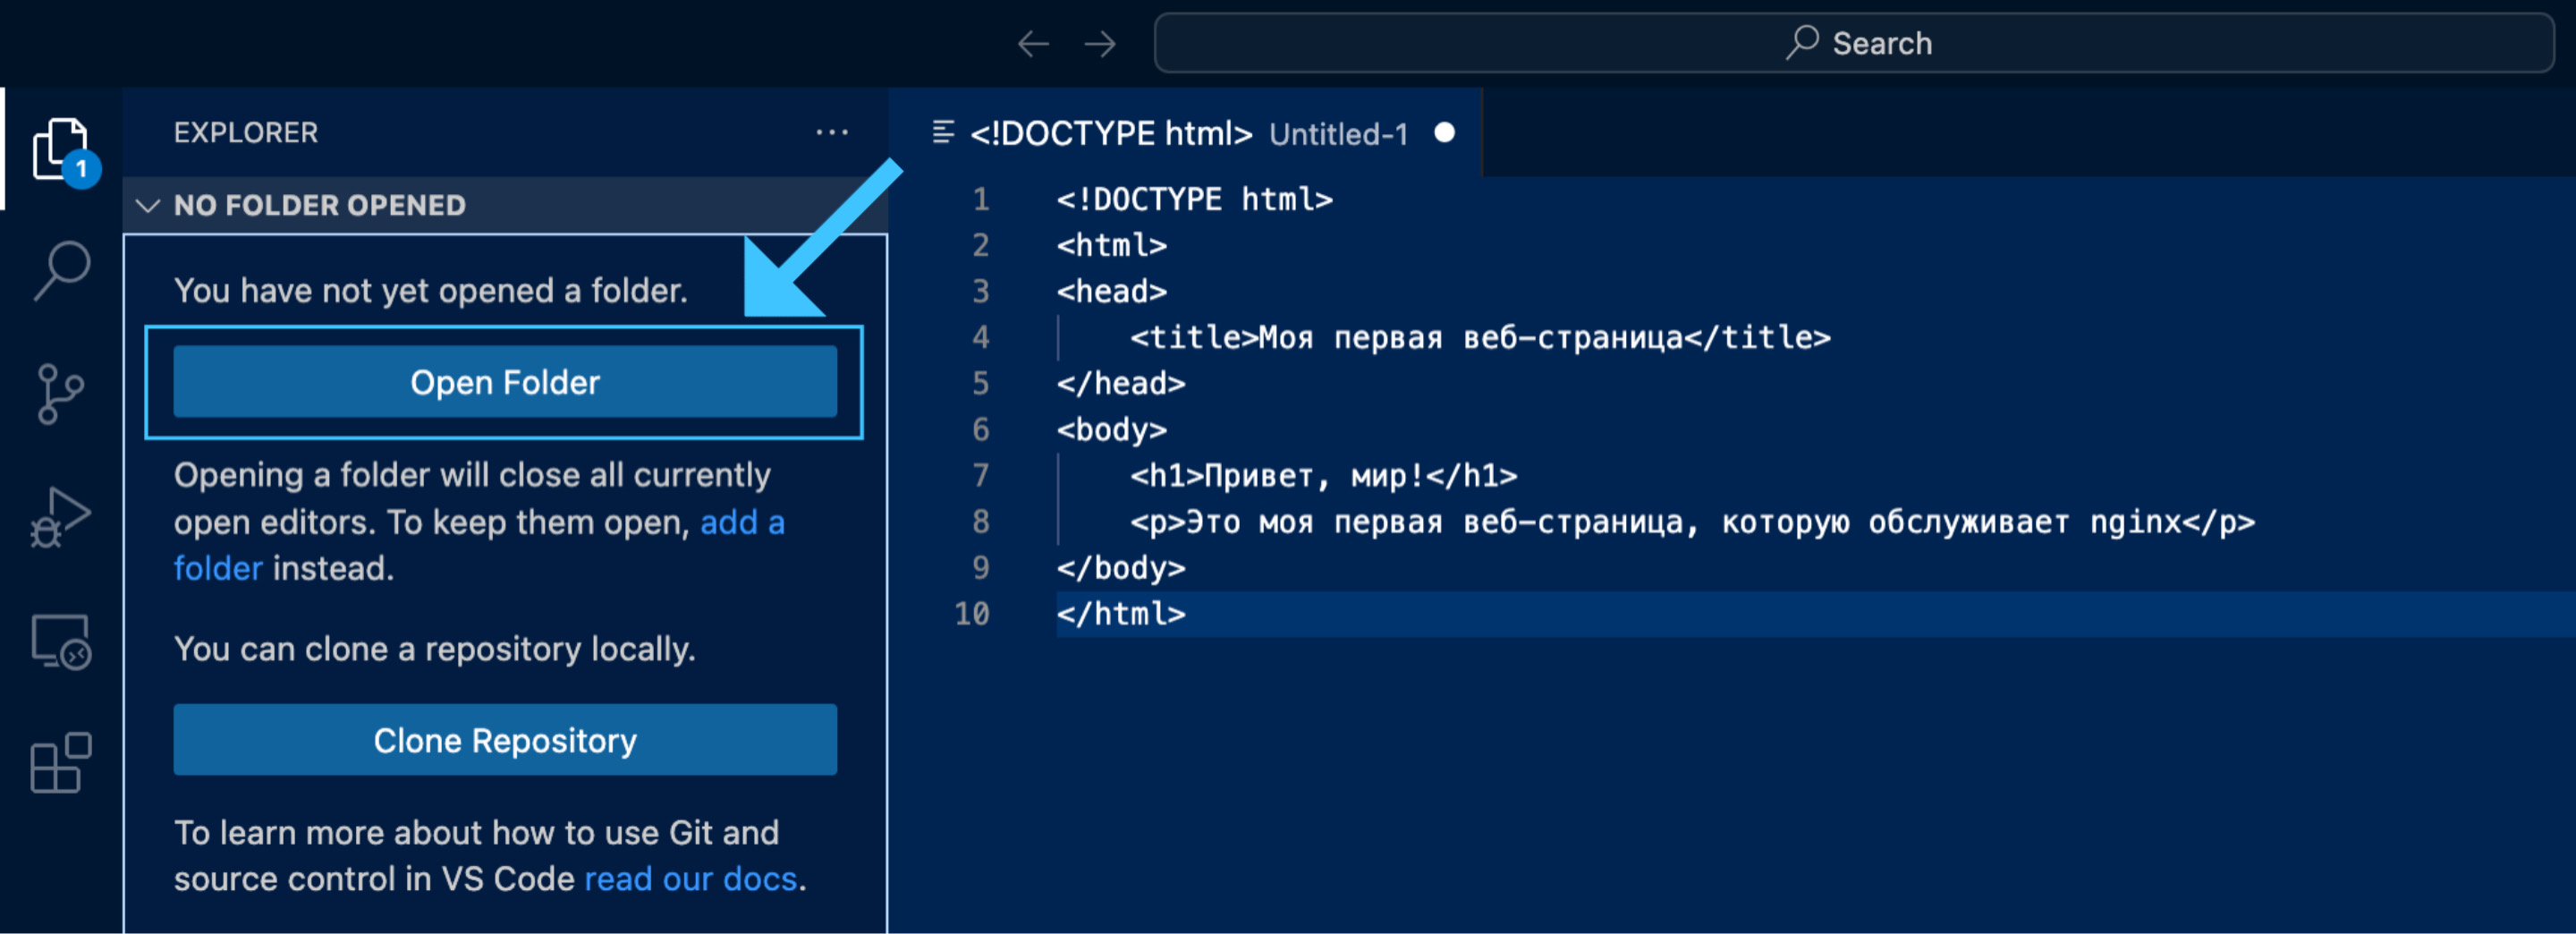 Search
1
EXPLORER
NO FOLDER OPENED
You have not yet opened a folder.
Open Folder
Opening a folder will close all currently
open editors. To keep them open, add a
folder instead.
You can clone a repository locally.
Clone Repository
To learn more about how to use Git and
source control in VS Code read our docs.
<!DOCTYPE html> Untitled-1
1 <!DOCTYPE html>
2 <html>
3 <head>
4 <title>Моя первая веб-страница</title>
5 </head>
6 <body>
7 <h1>Привет, мир!</h1>
8 <p>Это моя первая веб-страница, которую обслуживает nginx</p>
9 </body>
10 </html>